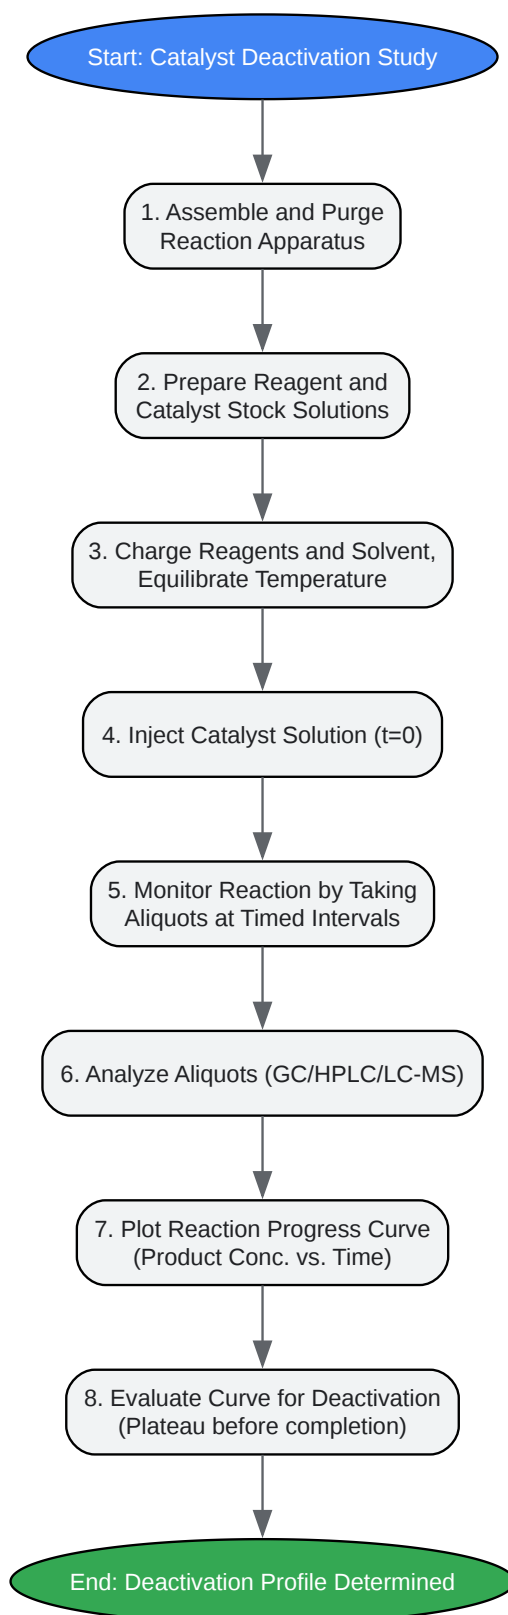 Start: Catalyst Deactivation Study
1. Assemble and Purge
Reaction Apparatus
2. Prepare Reagent and
Catalyst Stock Solutions
3. Charge Reagents and Solvent,
Equilibrate Temperature
4. Inject Catalyst Solution (t=0)
5. Monitor Reaction by Taking
Aliquots at Timed Intervals
6. Analyze Aliquots (GC/HPLC/LC-MS)
7. Plot Reaction Progress Curve
(Product Conc. vs. Time)
8. Evaluate Curve for Deactivation
(Plateau before completion)
End: Deactivation Profile Determined